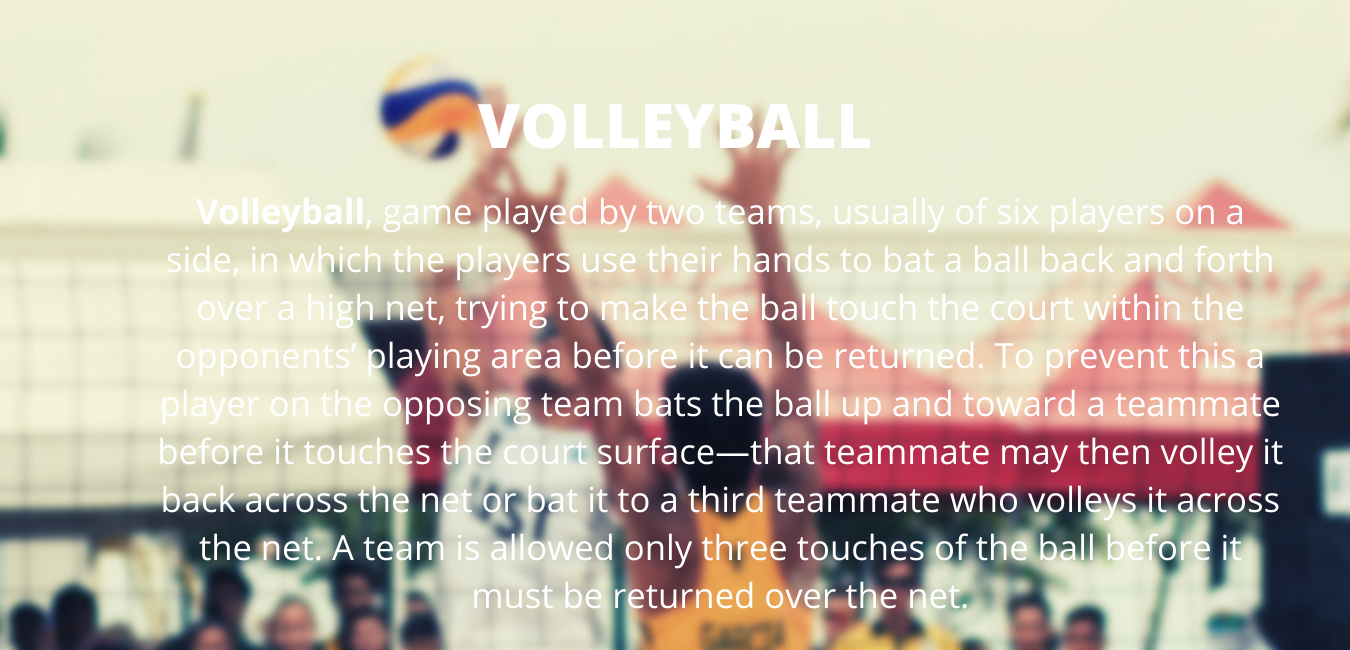 VOLLEYBALL
Volleyball, game played by two teams, usually of six players on a
side, in which the players use their hands to bat a ball back and forth
over a high net, trying to make the ball touch the court within the
opponents’ playing area before it can be returned. To prevent this a
player on the opposing team bats the ball up and toward a teammate
before it touches the court surface—that teammate may then volley it
back across the net or bat it to a third teammate who volleys it across
the net. A team is allowed only three touches of the ball before it
must be returned over the net.